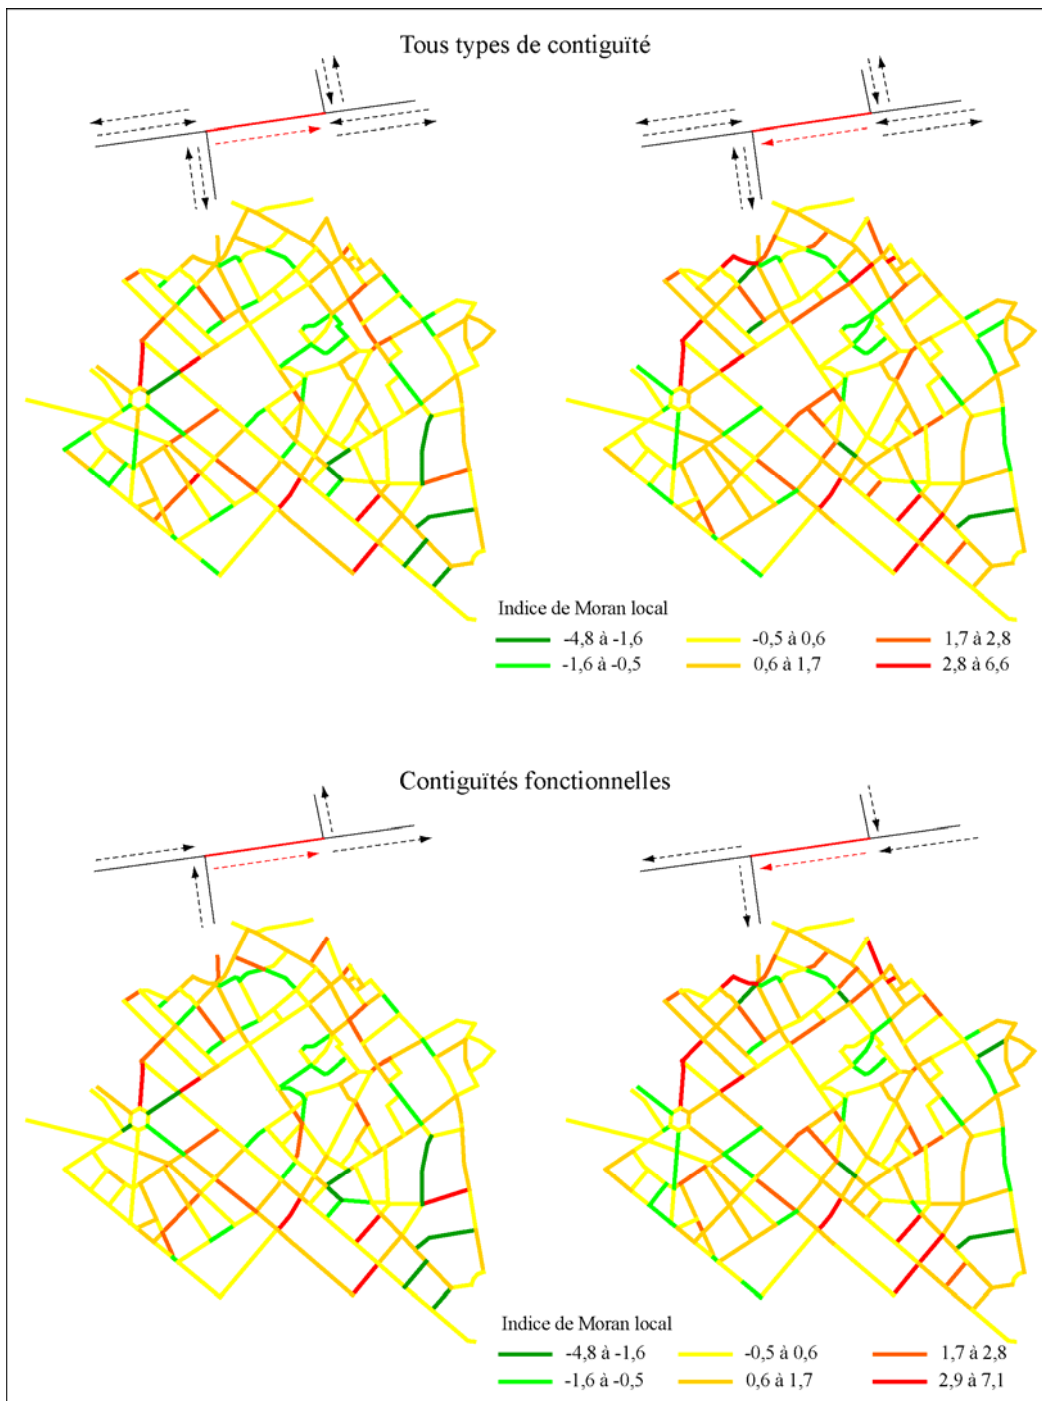 Tous types de contiguïté
Indice de Moran local
-4,8 à -1,6 -0,5 à 0,6 1,7 à 2,8
-1,6 à -0,5 0,6 à 1,7 2,8 à 6,6
Contiguïtés fonctionnelles
Indice de Moran local
-4,8 à -1,6 -0,5 à 0,6 1,7 à 2,8
-1,6 à -0,5 0,6 à 1,7 2,9 à 7,1